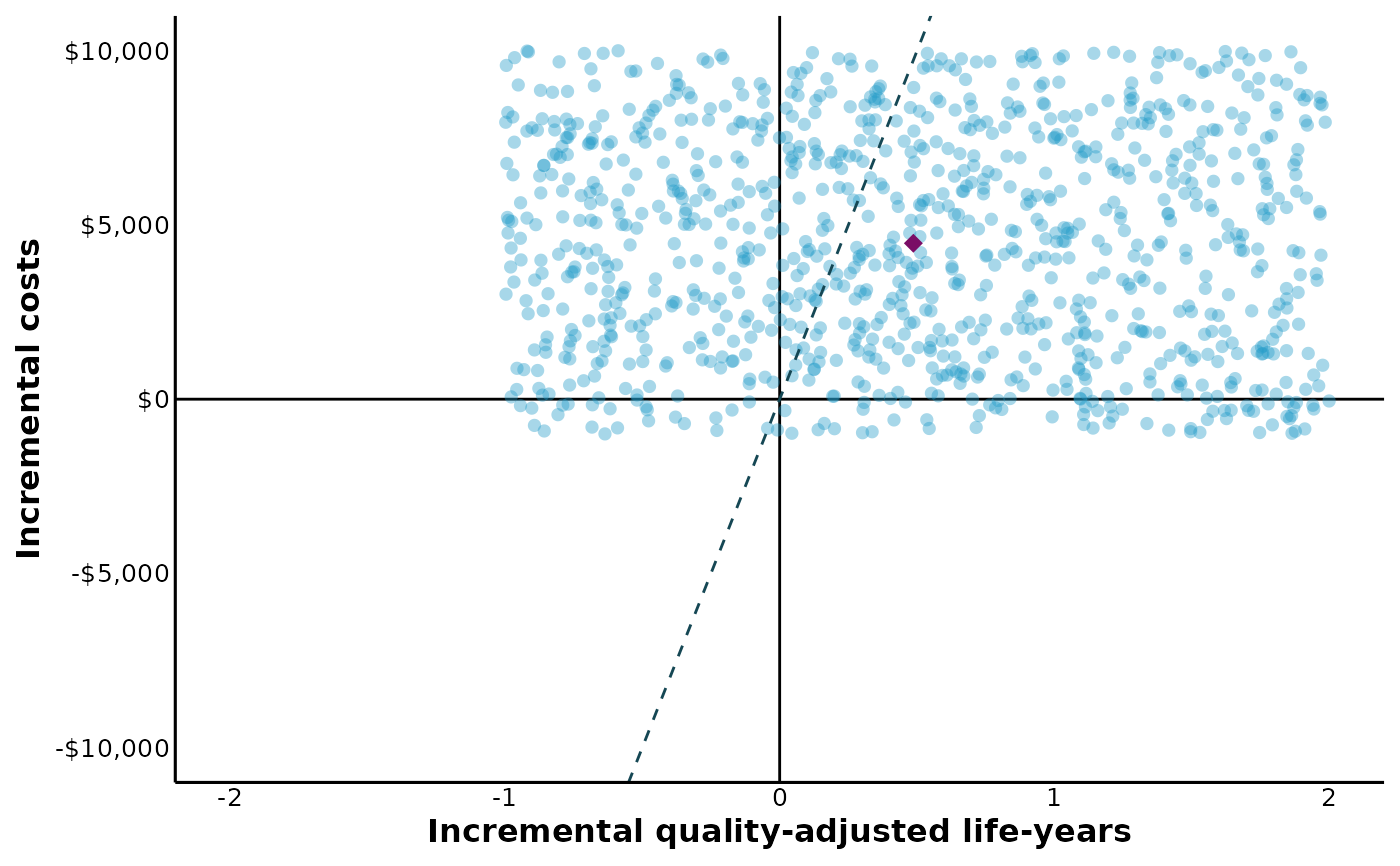 $10,000
$5,000
$0
-$5,000
-$10,000
Incremental costs
-2 -1 0 1 2
Incremental quality-adjusted life-years